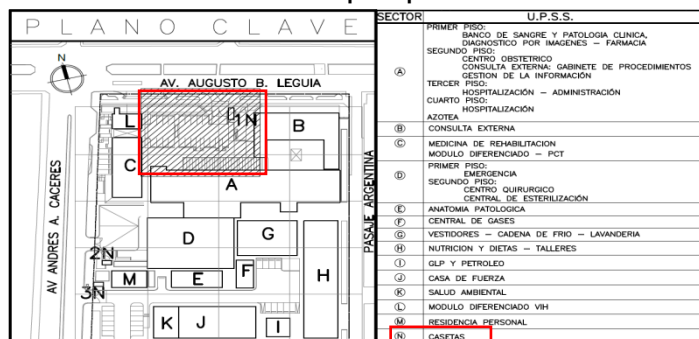 PLANO CLAVE
N
AV. AUGUSTO B. LEGUIA
1N
L
B
C
A
AV ANDRES A. CACERES
PASAJE ARGENTINA
D
G
2N
M
E
F
H
3N
K
J
I
SECTOR
U.P.S.S.
A
PRIMER PISO:
BANCO DE SANGRE Y PATOLOGIA CLINICA,
DIAGNOSTICO POR IMAGENES – FARMACIA
SEGUNDO PISO:
CENTRO OBSTETRICO
CONSULTA EXTERNA: GABINETE DE PROCEDIMIENTOS
GESTION DE LA INFORMACIÓN
TERCER PISO:
HOSPITALIZACIÓN – ADMINISTRACIÓN
CUARTO PISO:
HOSPITALIZACIÓN
AZOTEA
B CONSULTA EXTERNA
C MEDICINA DE REHABILITACION
MODULO DIFERENCIADO – PCT
D PRIMER PISO:
EMERGENCIA
SEGUNDO PISO:
CENTRO QUIRURGICO
CENTRAL DE ESTERILIZACIÓN
E ANATOMIA PATOLOGICA
F CENTRAL DE GASES
G VESTIDORES – CADENA DE FRIO – LAVANDERIA
H NUTRICION Y DIETAS – TALLERES
I GLP Y PETROLEO
J CASA DE FUERZA
K SALUD AMBIENTAL
L MODULO DIFERENCIADO VIH
M RESIDENCIA PERSONAL
N CASETAS